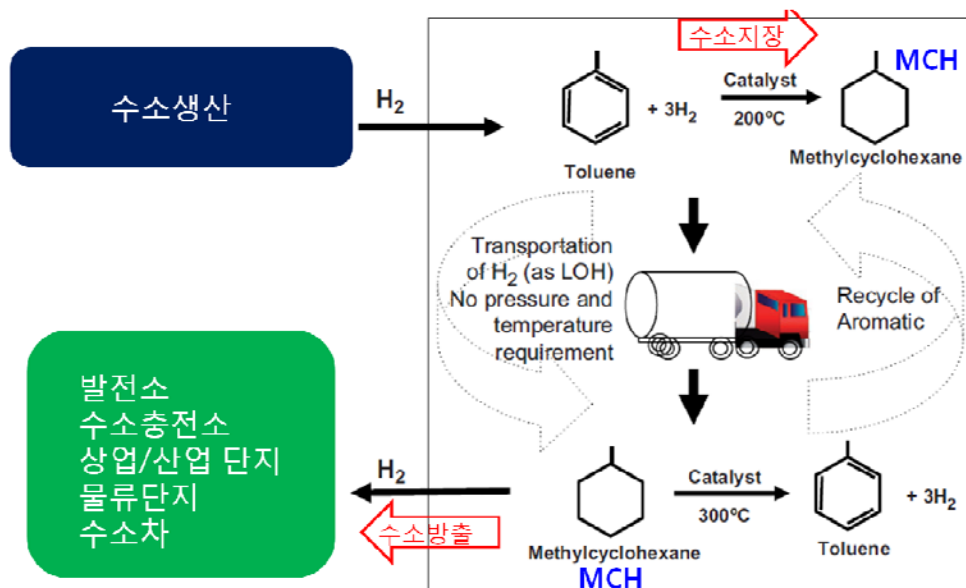 수소저장
MCH
수소생산
H2
+ 3H2
Catalyst
200ºC
Toluene
Methylcyclohexane
Transportation
of H2 (as LOH)
No pressure and
temperature
requirement
Recycle of
Aromatic
발전소
수소충전소
상업/산업 단지
물류단지
수소차
H2
수소방출
Catalyst
300ºC
+ 3H2
Methylcyclohexane
MCH
Toluene